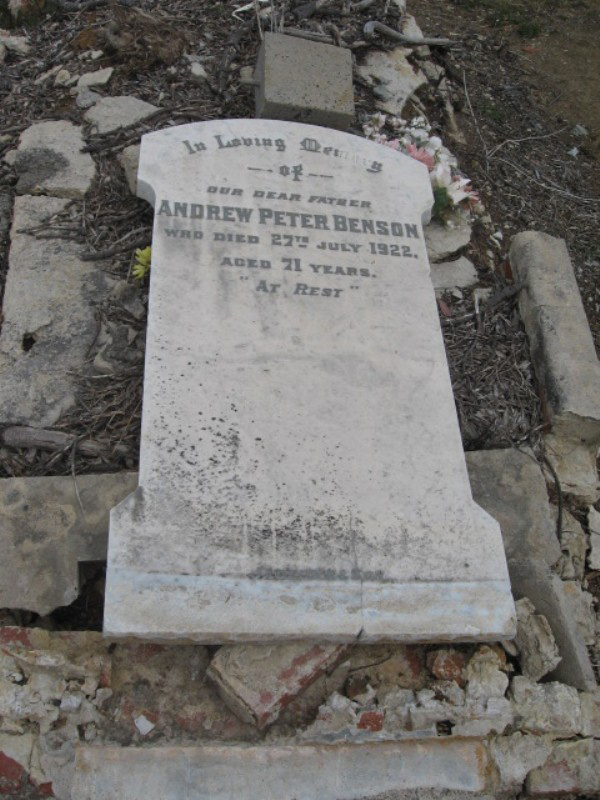 In Loving Memory
of
OUR DEAR FATHER
ANDREW PETER BENSON
WHO DIED 27TH JULY 1922,
AGED 71 YEARS.
"AT REST"